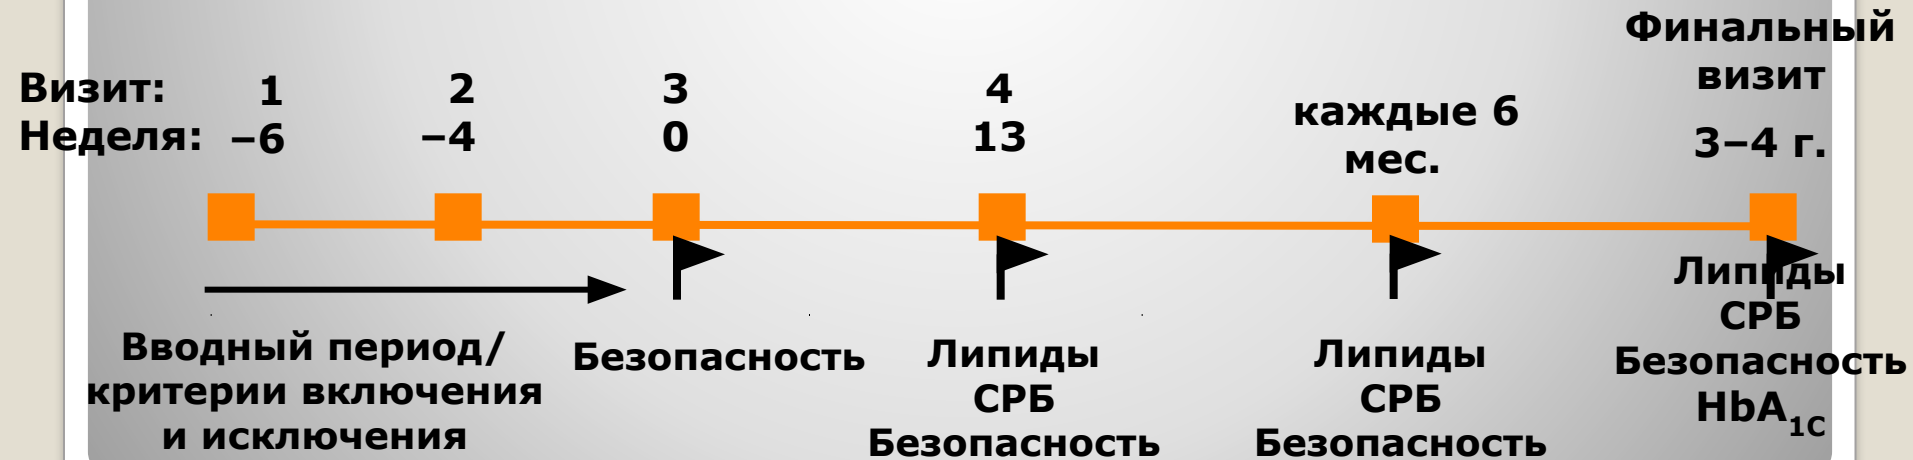 Визит: 1 2 3 4 Финальный визит
Неделя: –6 –4 0 13 каждые 6 мес. 3–4 г.
Вводный период/
критерии включения
и исключения
Безопасность
Липиды
СРБ
Безопасность
Липиды
СРБ
Безопасность
Липиды
СРБ
Безопасность
HbA1C